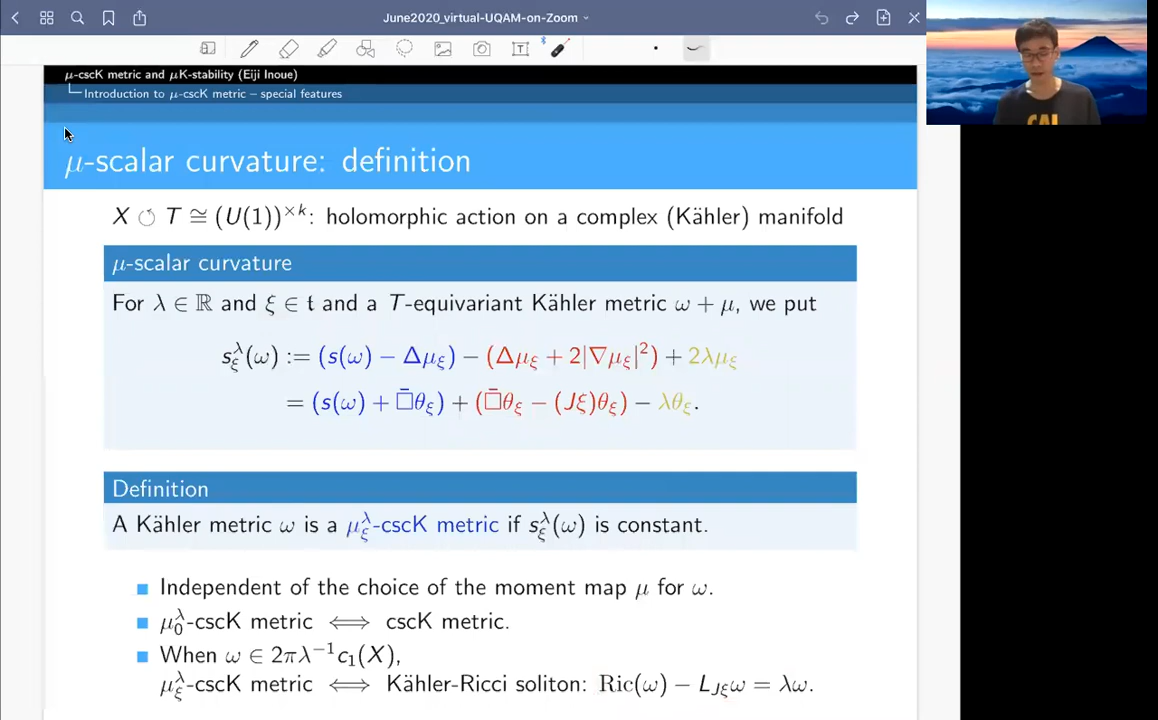 June2020_virtual-UQAM-on-Zoom
μ-cscK metric and μK-stability (Eiji Inoue)
Introduction to μ-cscK metric – special features
μ-scalar curvature: definition
X ↺ T ≅ (U(1))^{×k}: holomorphic action on a complex (Kähler) manifold
μ-scalar curvature
For λ ∈ ℝ and ξ ∈ 𝔱 and a T-equivariant Kähler metric ω + μ, we put
s_ξ^λ(ω) := (s(ω) − Δμ_ξ) − (Δμ_ξ + 2|∇μ_ξ|²) + 2λμ_ξ
= (s(ω) + □̄θ_ξ) + (□̄θ_ξ − (Jξ)θ_ξ) − λθ_ξ.
Definition
A Kähler metric ω is a μ_ξ^λ-cscK metric if s_ξ^λ(ω) is constant.
Independent of the choice of the moment map μ for ω.
μ_0^λ-cscK metric ⟺ cscK metric.
When ω ∈ 2πλ^{−1}c_1(X),
μ_ξ^λ-cscK metric ⟺ Kähler-Ricci soliton: Ric(ω) − L_{Jξ}ω = λω.
CAL